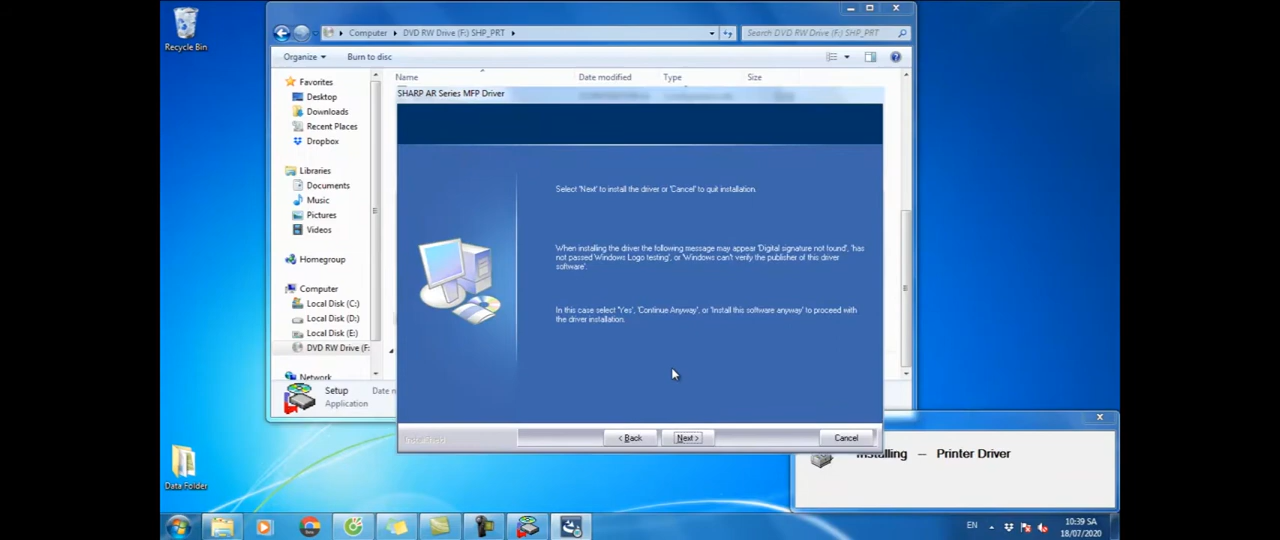 Recycle Bin
Computer
DVD RW Drive (F:) SHP_PRT
Search DVD RW Drive (F:) SHP_PRT
Organize
Burn to disc
Name
Date modified
Type
Size
Favorites
Desktop
Downloads
Recent Places
Dropbox
Libraries
Documents
Music
Pictures
Videos
Homegroup
Computer
Local Disk (C:)
Local Disk (D:)
Local Disk (E:)
DVD RW Drive (F:
Network
Setup
Date
Application
SHARP AR Series MFP Driver
Select 'Next' to install the driver or 'Cancel' to quit installation.
When installing the driver the following message may appear 'Digital signature not found', 'has
not passed Windows Logo testing', or 'Windows can't verify the publisher of this driver
software'.
In this case select 'Yes', 'Continue Anyway', or 'Install this software anyway' to proceed with
the driver installation.
InstallShield
< Back
Next >
Cancel
Installing – Printer Driver
Data Folder
EN
10:39 SA
18/07/2020